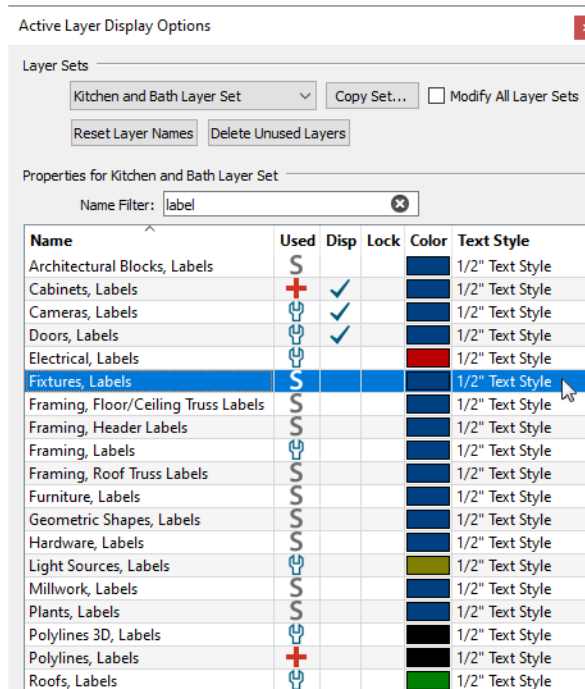 Active Layer Display Options
Layer Sets
Kitchen and Bath Layer Set Copy Set... Modify All Layer Sets
Reset Layer Names Delete Unused Layers
Properties for Kitchen and Bath Layer Set
Name Filter: label
Name Used Disp Lock Color Text Style
Architectural Blocks, Labels S 1/2" Text Style
Cabinets, Labels 1/2" Text Style
Cameras, Labels 1/2" Text Style
Doors, Labels 1/2" Text Style
Electrical, Labels 1/2" Text Style
Fixtures, Labels S 1/2" Text Style
Framing, Floor/Ceiling Truss Labels S 1/2" Text Style
Framing, Header Labels S 1/2" Text Style
Framing, Labels 1/2" Text Style
Framing, Roof Truss Labels S 1/2" Text Style
Furniture, Labels S 1/2" Text Style
Geometric Shapes, Labels S 1/2" Text Style
Hardware, Labels S 1/2" Text Style
Light Sources, Labels 1/2" Text Style
Millwork, Labels S 1/2" Text Style
Plants, Labels S 1/2" Text Style
Polylines 3D, Labels 1/2" Text Style
Polylines, Labels 1/2" Text Style
Roofs, Labels 1/2" Text Style